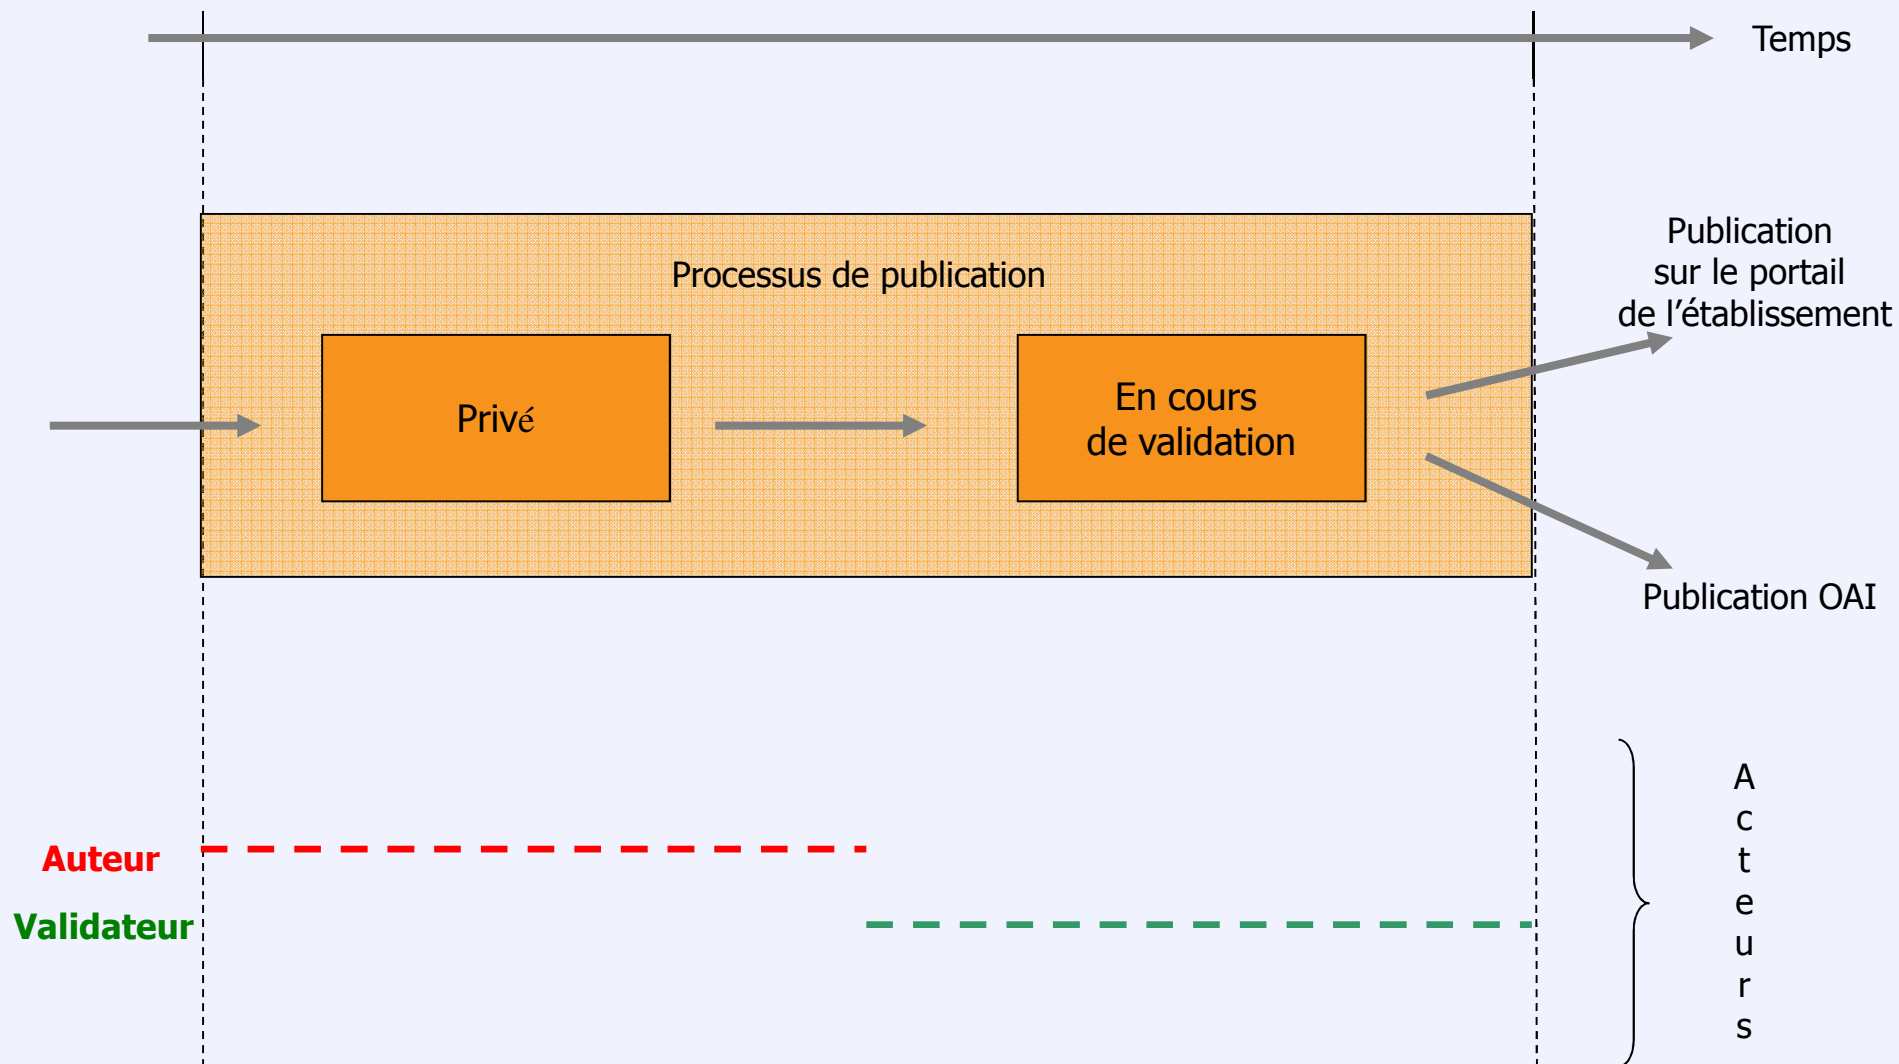 Temps
Processus de publication
Privé
En cours
de validation
Publication
sur le portail
de l’établissement
Publication OAI
Auteur
Validateur
A
c
t
e
u
r
s